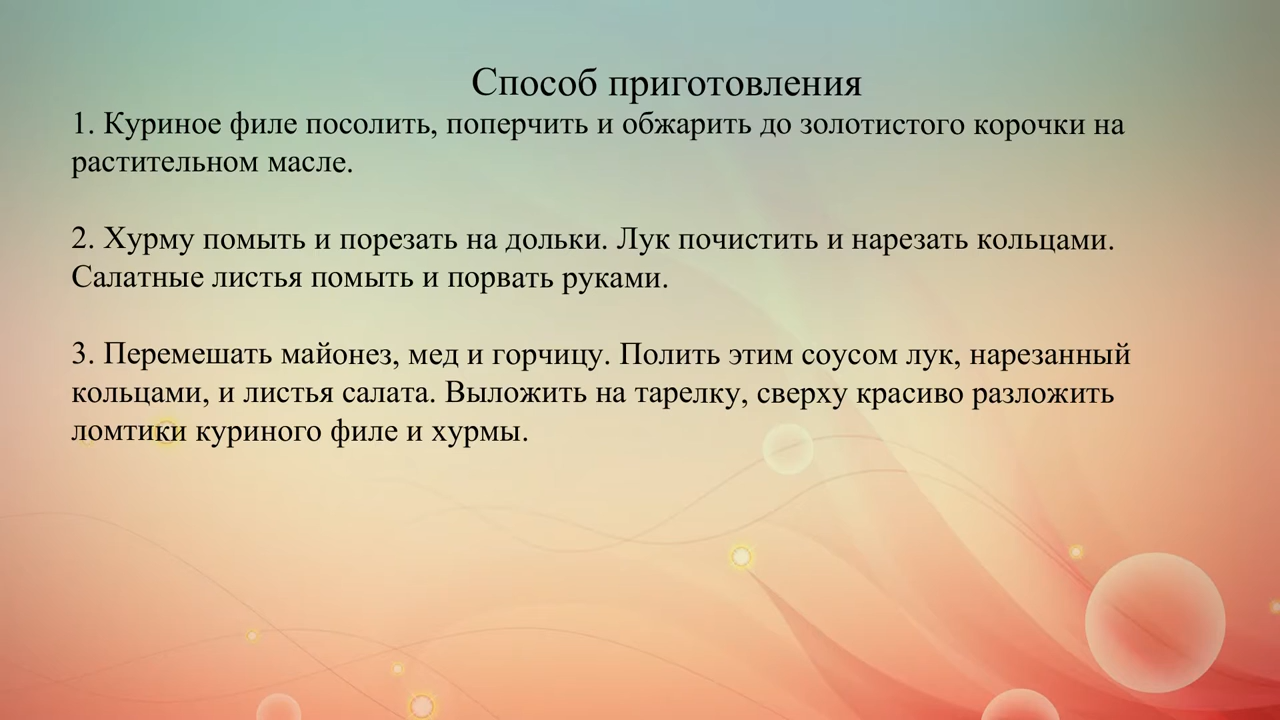 Способ приготовления
1. Куриное филе посолить, поперчить и обжарить до золотистого корочки на
растительном масле.
2. Хурму помыть и порезать на дольки. Лук почистить и нарезать кольцами.
Салатные листья помыть и порвать руками.
3. Перемешать майонез, мед и горчицу. Полить этим соусом лук, нарезанный
кольцами, и листья салата. Выложить на тарелку, сверху красиво разложить
ломтики куриного филе и хурмы.